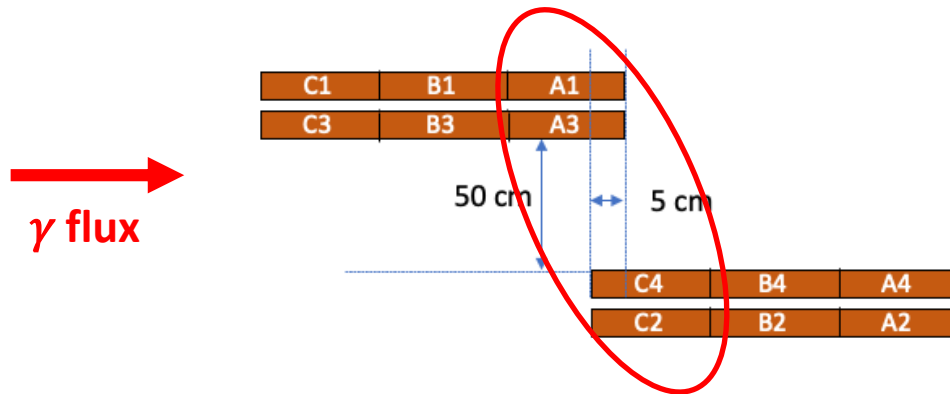 C1 B1 A1
C3 B3 A3
50 cm 5 cm
γ flux
C4 B4 A4
C2 B2 A2